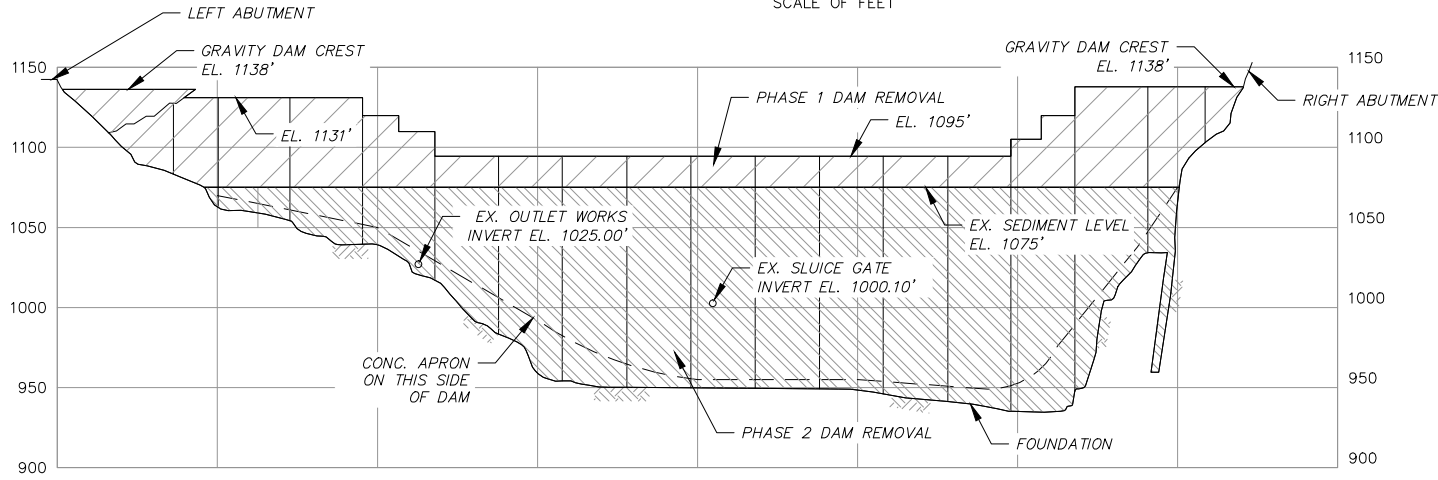 SCALE OF FEET
LEFT ABUTMENT
GRAVITY DAM CREST
EL. 1138'
GRAVITY DAM CREST
EL. 1138'
RIGHT ABUTMENT
1150
1150
PHASE 1 DAM REMOVAL
EL. 1095'
EL. 1131'
1100
1100
EX. OUTLET WORKS
INVERT EL. 1025.00'
EX. SEDIMENT LEVEL
EL. 1075'
1050
1050
EX. SLUICE GATE
INVERT EL. 1000.10'
1000
1000
CONC. APRON
ON THIS SIDE
OF DAM
950
950
PHASE 2 DAM REMOVAL
FOUNDATION
900
900